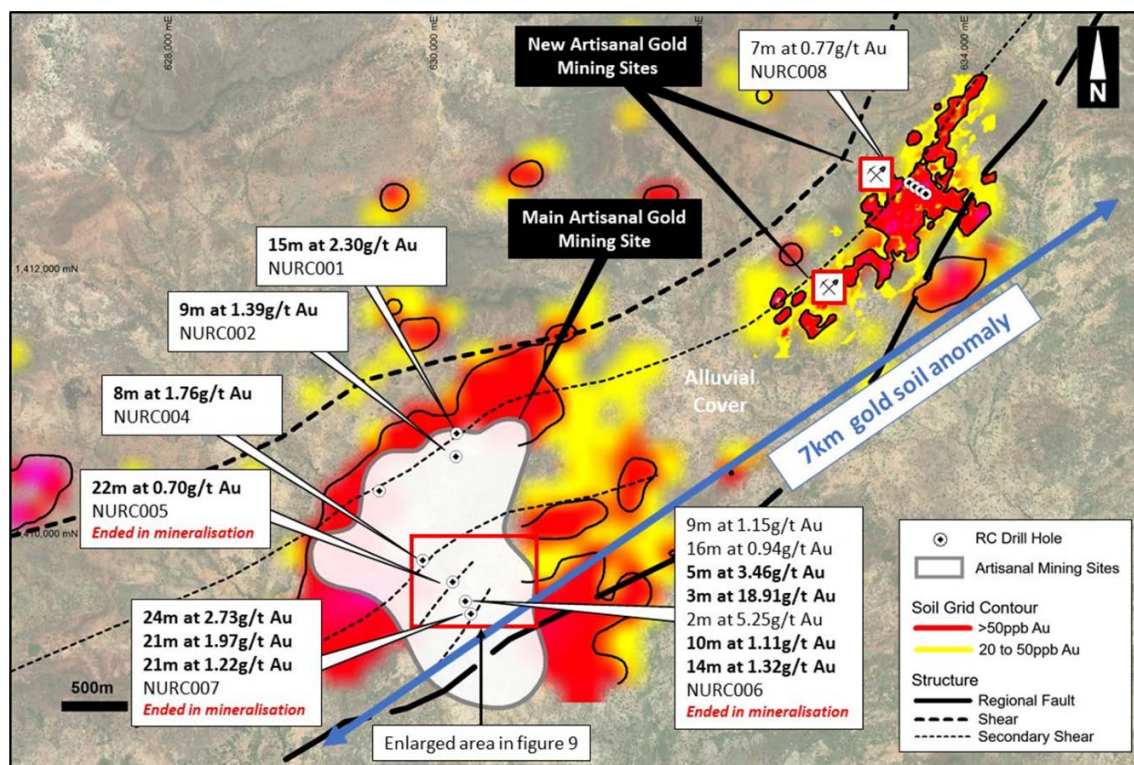 628,000 mE
630,000 mE
634,000 mE
New Artisanal Gold
Mining Sites
7m at 0.77g/t Au
NURC008
N
Main Artisanal Gold
Mining Site
15m at 2.30g/t Au
NURC001
1,412,000 mN
9m at 1.39g/t Au
NURC002
8m at 1.76g/t Au
NURC004
Alluvial
Cover
7km gold soil anomaly
22m at 0.70g/t Au
NURC005
Ended in mineralisation
9m at 1.15g/t Au
16m at 0.94g/t Au
5m at 3.46g/t Au
3m at 18.91g/t Au
2m at 5.25g/t Au
10m at 1.11g/t Au
14m at 1.32g/t Au
NURC006
Ended in mineralisation
24m at 2.73g/t Au
21m at 1.97g/t Au
21m at 1.22g/t Au
NURC007
Ended in mineralisation
500m
Enlarged area in figure 9
RC Drill Hole
Artisanal Mining Sites
Soil Grid Contour
>50ppb Au
20 to 50ppb Au
Structure
Regional Fault
Shear
Secondary Shear